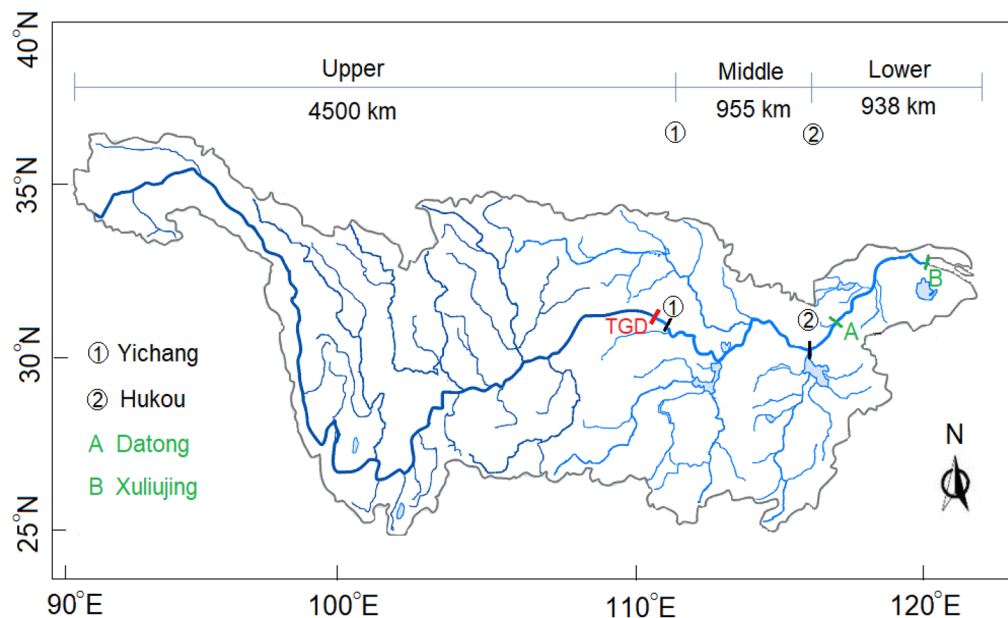 40°N
35°N
30°N
25°N
Upper
Middle
Lower
4500 km
955 km
938 km
①
②
①
②
TGD
A
B
① Yichang
② Hukou
A Datong
B Xuliujing
N
90°E
100°E
110°E
120°E